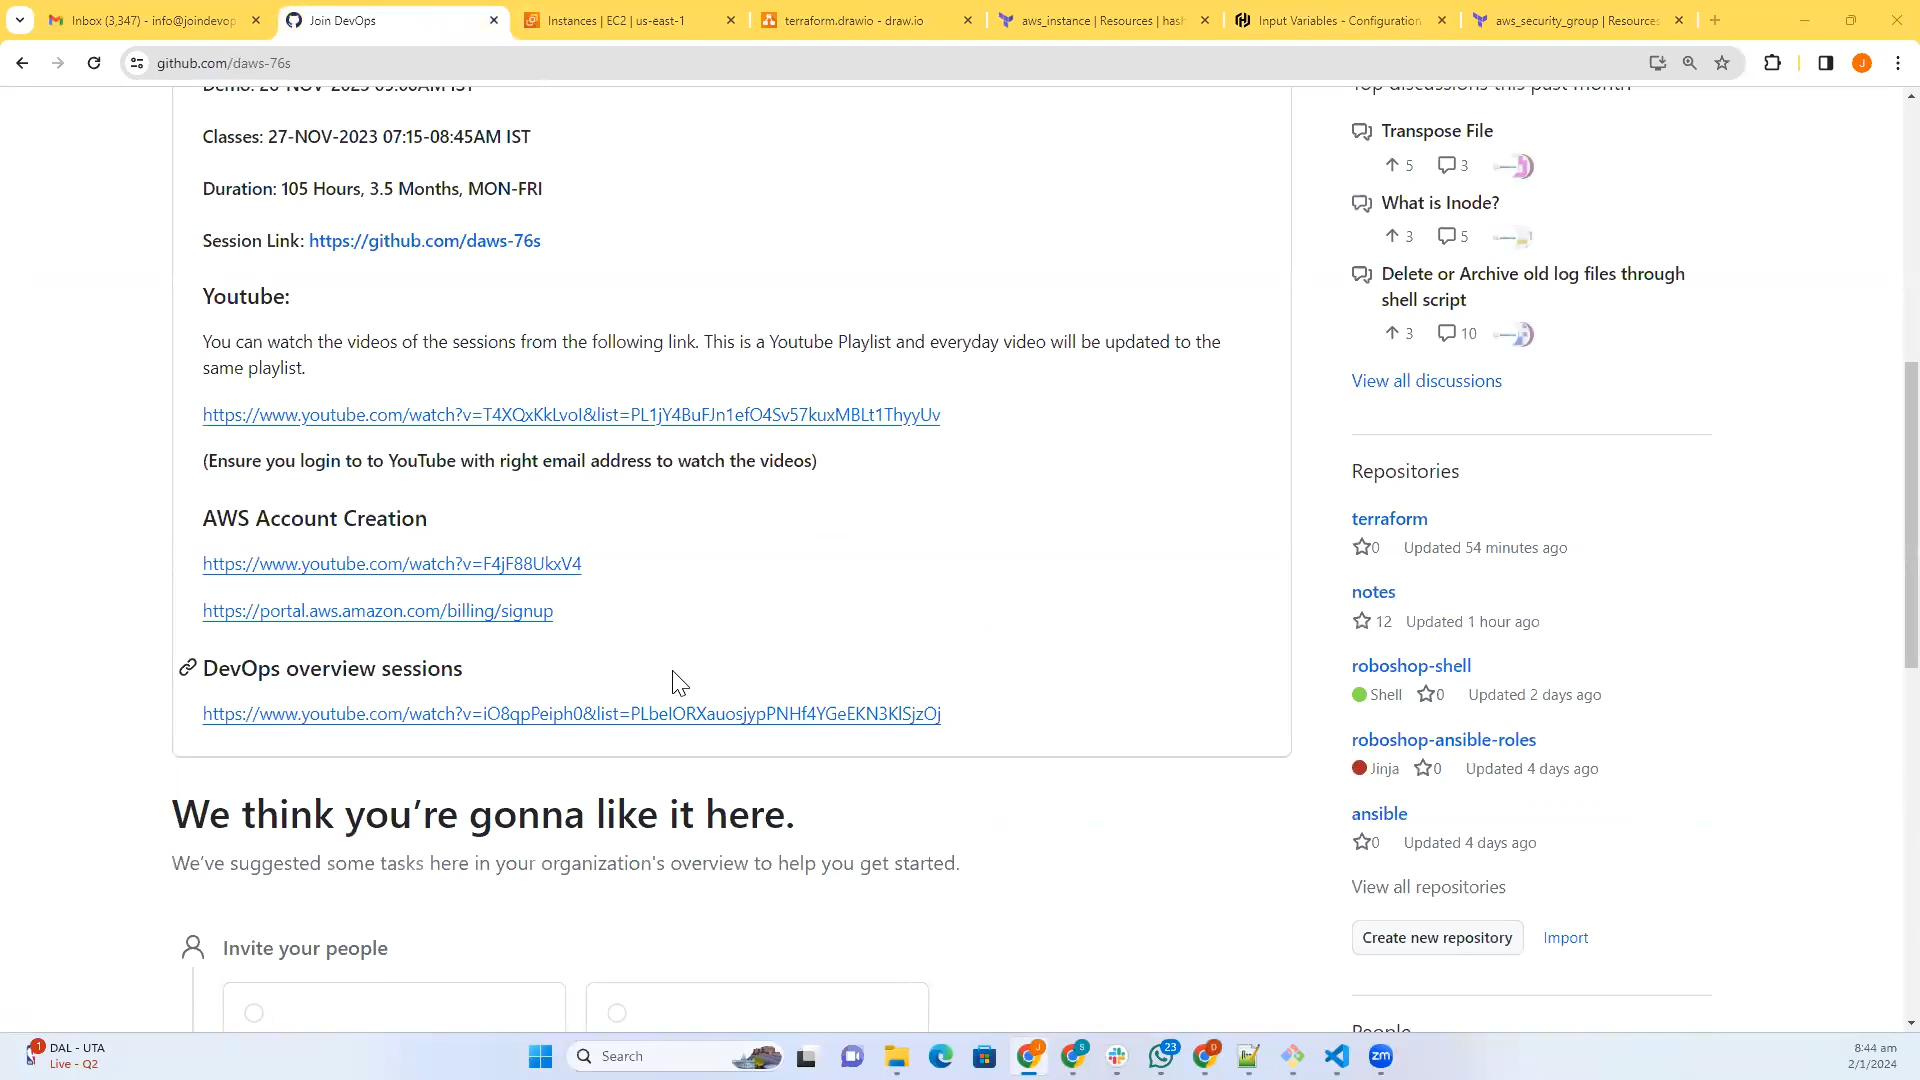 Inbox (3,347) - info@joindevop
Join DevOps
Instances | EC2 | us-east-1
terraform.drawio - draw.io
aws_instance | Resources | hash
Input Variables - Configuration
aws_security_group | Resources
github.com/daws-76s
Classes: 27-NOV-2023 07:15-08:45AM IST
Duration: 105 Hours, 3.5 Months, MON-FRI
Session Link: https://github.com/daws-76s
Youtube:
You can watch the videos of the sessions from the following link. This is a Youtube Playlist and everyday video will be updated to the
same playlist.
https://www.youtube.com/watch?v=T4XQxKkLvoI&list=PL1jY4BuFJn1efO4Sv57kuxMBLt1ThyyUv
(Ensure you login to to YouTube with right email address to watch the videos)
AWS Account Creation
https://www.youtube.com/watch?v=F4jF88UkxV4
https://portal.aws.amazon.com/billing/signup
DevOps overview sessions
https://www.youtube.com/watch?v=iO8qpPeiph0&list=PLbeIORXauosjypPNHf4YGeEKN3KlSjzOj
We think you're gonna like it here.
We've suggested some tasks here in your organization's overview to help you get started.
Invite your people
Top discussions this past month
Transpose File
5 3
What is Inode?
3 5
Delete or Archive old log files through
shell script
3 10
View all discussions
Repositories
terraform
0 Updated 54 minutes ago
notes
12 Updated 1 hour ago
roboshop-shell
Shell 0 Updated 2 days ago
roboshop-ansible-roles
Jinja 0 Updated 4 days ago
ansible
0 Updated 4 days ago
View all repositories
Create new repository
Import
People
1
DAL - UTA
Live - Q2
Search
23
8:44 am
2/1/2024